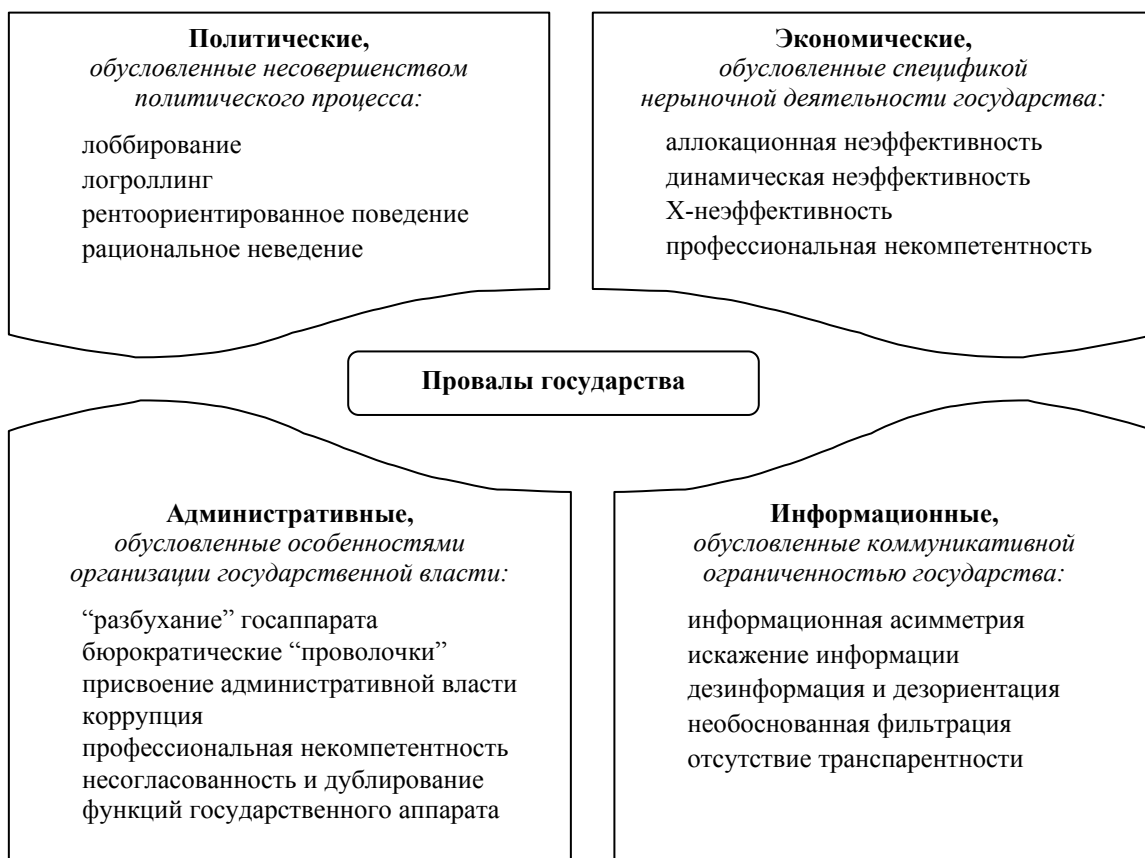 Политические,
обусловленные несовершенством
политического процесса:
лоббирование
логроллинг
рентоориентированное поведение
рациональное неведение
Экономические,
обусловленные спецификой
нерыночной деятельности государства:
аллокационная неэффективность
динамическая неэффективность
Х-неэффективность
профессиональная некомпетентность
Провалы государства
Административные,
обусловленные особенностями
организации государственной власти:
“разбухание” госаппарата
бюрократические “проволочки”
присвоение административной власти
коррупция
профессиональная некомпетентность
несогласованность и дублирование
функций государственного аппарата
Информационные,
обусловленные коммуникативной
ограниченностью государства:
информационная асимметрия
искажение информации
дезинформация и дезориентация
необоснованная фильтрация
отсутствие транспарентности